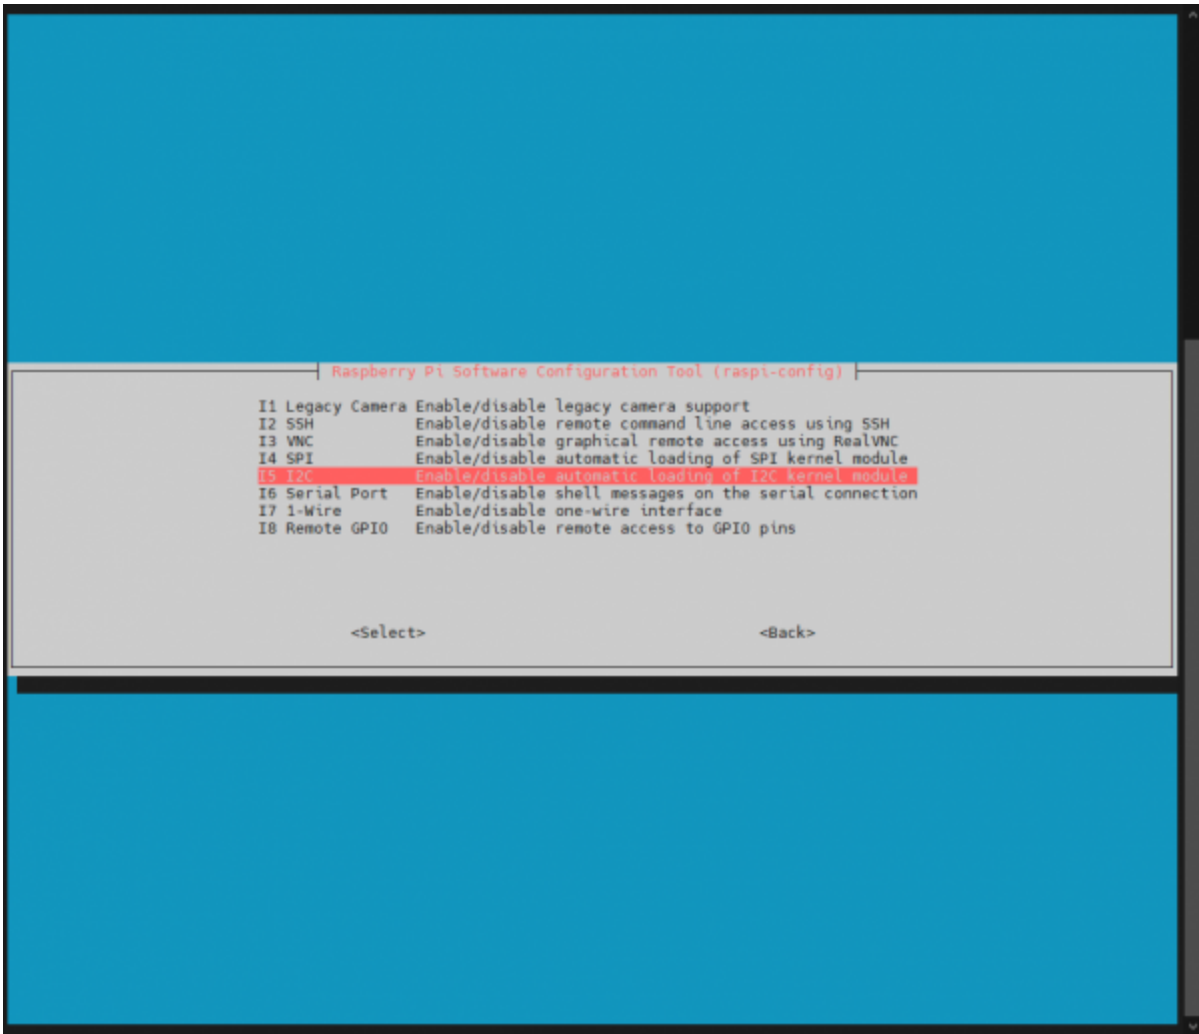 Raspberry Pi Software Configuration Tool (raspi-config)
I1 Legacy Camera Enable/disable legacy camera support
I2 SSH Enable/disable remote command line access using SSH
I3 VNC Enable/disable graphical remote access using RealVNC
I4 SPI Enable/disable automatic loading of SPI kernel module
I5 I2C Enable/disable automatic loading of I2C kernel module
I6 Serial Port Enable/disable shell messages on the serial connection
I7 1-Wire Enable/disable one-wire interface
I8 Remote GPIO Enable/disable remote access to GPIO pins
<Select> <Back>